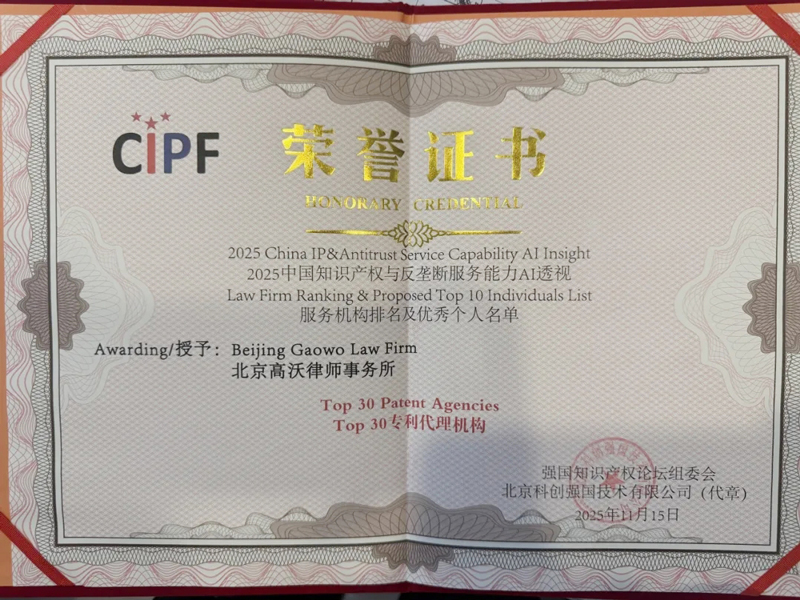 CIPF
荣誉证书
HONORARY CREDENTIAL
2025 China IP&Antitrust Service Capability AI Insight
2025中国知识产权与反垄断服务能力AI透视
Law Firm Ranking & Proposed Top 10 Individuals List
服务机构排名及优秀个人名单
Awarding/授予：Beijing Gaowo Law Firm
北京高沃律师事务所
Top 30 Patent Agencies
Top 30专利代理机构
强国知识产权论坛组委会
北京科创强国技术有限公司（代章）
2025年11月15日